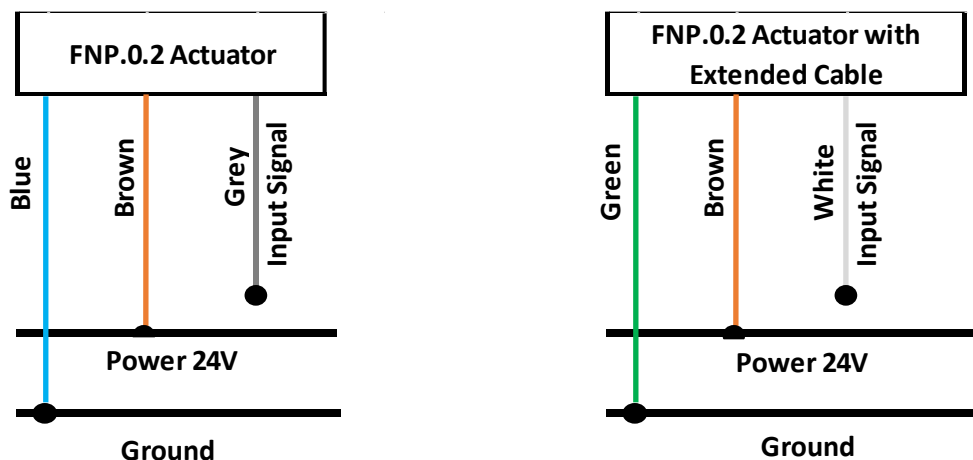 FNP.0.2 Actuator
Blue
Brown
Grey
Input Signal
Power 24V
Ground
FNP.0.2 Actuator with
Extended Cable
Green
Brown
White
Input Signal
Power 24V
Ground